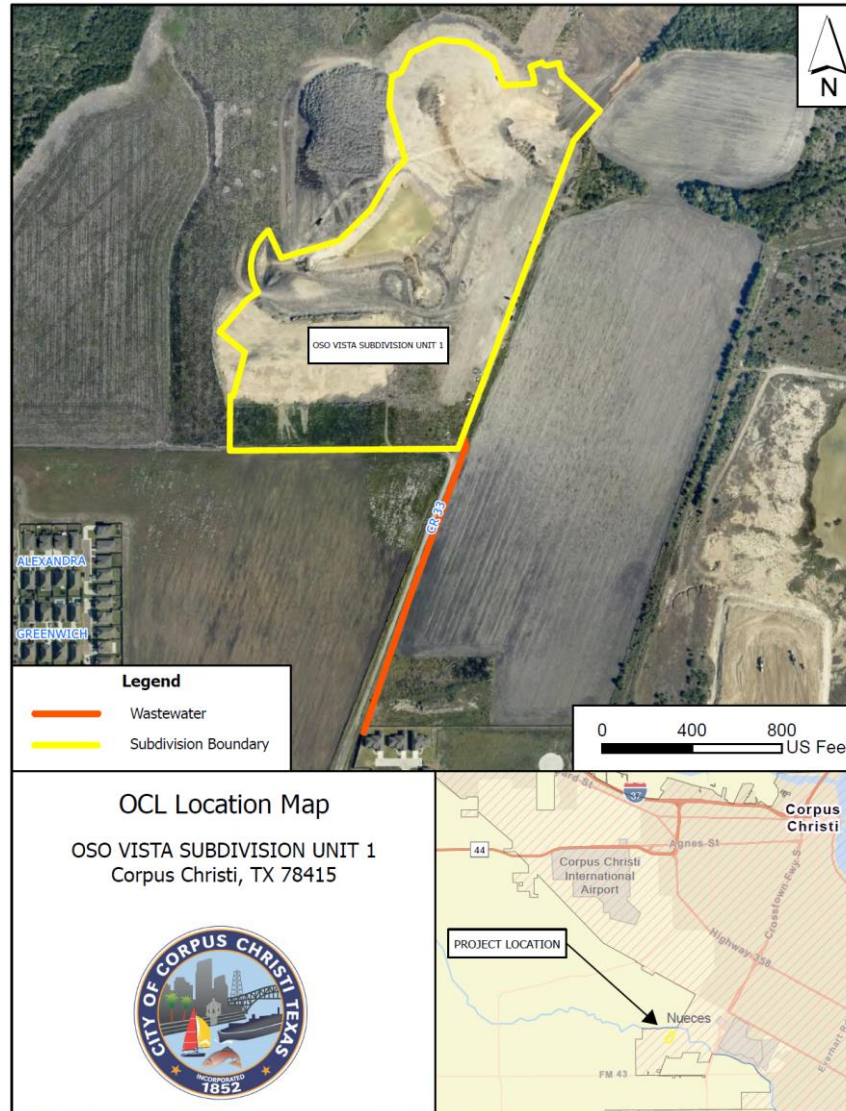 N
OSO VISTA SUBDIVISION UNIT 1
CR 33
ALEXANDRA
GREENWICH
Legend
Wastewater
Subdivision Boundary
0 400 800
US Fee
OCL Location Map
OSO VISTA SUBDIVISION UNIT 1
Corpus Christi, TX 78415
CITY OF CORPUS CHRISTI TEXAS
INCORPORATED
1852
37
Corpus
Christi
44
Agnes St
Corpus Christi
International
Airport
Crosstown Fwy S
Highway 358
PROJECT LOCATION
Nueces
FM 43